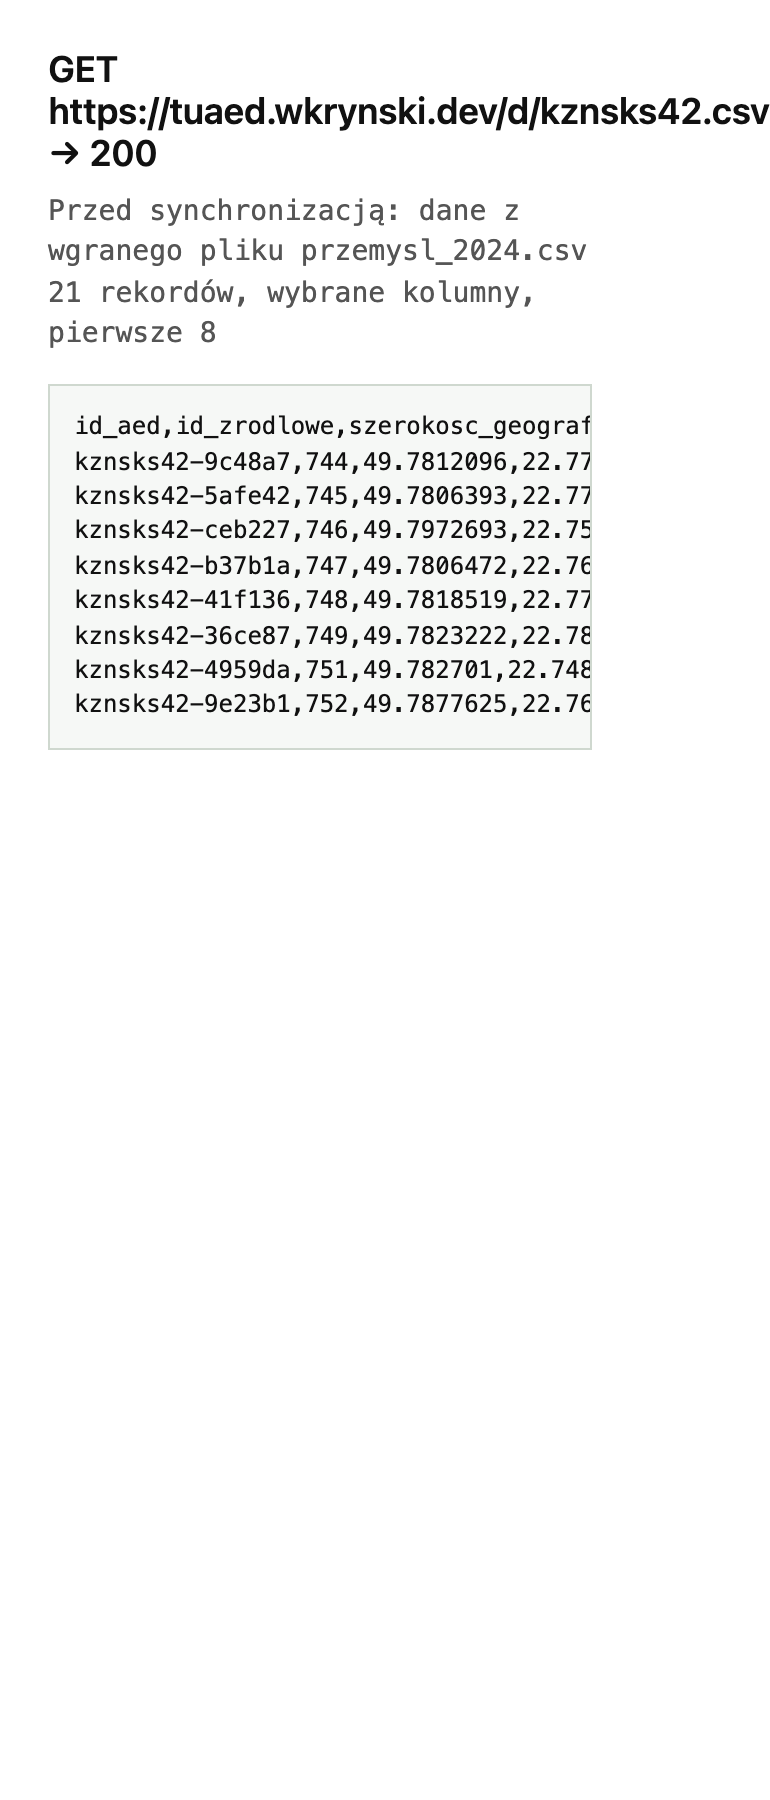 GET
https://tuaed.wkrynski.dev/d/kznsks42.csv
→ 200
Przed synchronizacją: dane z
wgranego pliku przemysl_2024.csv
21 rekordów, wybrane kolumny,
pierwsze 8
id_aed,id_zrodlowe,szerokosc_geograf
kznsks42-9c48a7,744,49.7812096,22.77
kznsks42-5afe42,745,49.7806393,22.77
kznsks42-ceb227,746,49.7972693,22.75
kznsks42-b37b1a,747,49.7806472,22.76
kznsks42-41f136,748,49.7818519,22.77
kznsks42-36ce87,749,49.7823222,22.78
kznsks42-4959da,751,49.782701,22.748
kznsks42-9e23b1,752,49.7877625,22.76